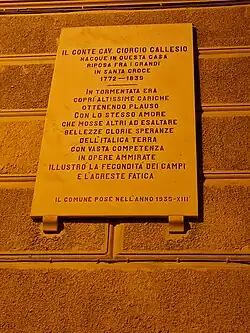 IL CONTE CAV. GIORGIO GALLESIO
NACQUE IN QUESTA CASA
RIPOSA FRA I GRANDI
IN SANTA CROCE
1772-1839
IN TORMENTATA ERA
COPRÌ ALTISSIME CARICHE
OTTENENDO PLAUSO
CON LO STESSO AMORE
CHE MOSSE ALTRI AD ESALTARE
BELLEZZE GLORIE SPERANZE
DELL'ITALICA TERRA
CON VASTA COMPETENZA
IN OPERE AMMIRATE
ILLUSTRÒ LA FECONDITÀ DEI CAMPI
E L'AGRESTE FATICA
IL COMUNE POSE NELL'ANNO 1935-XIII